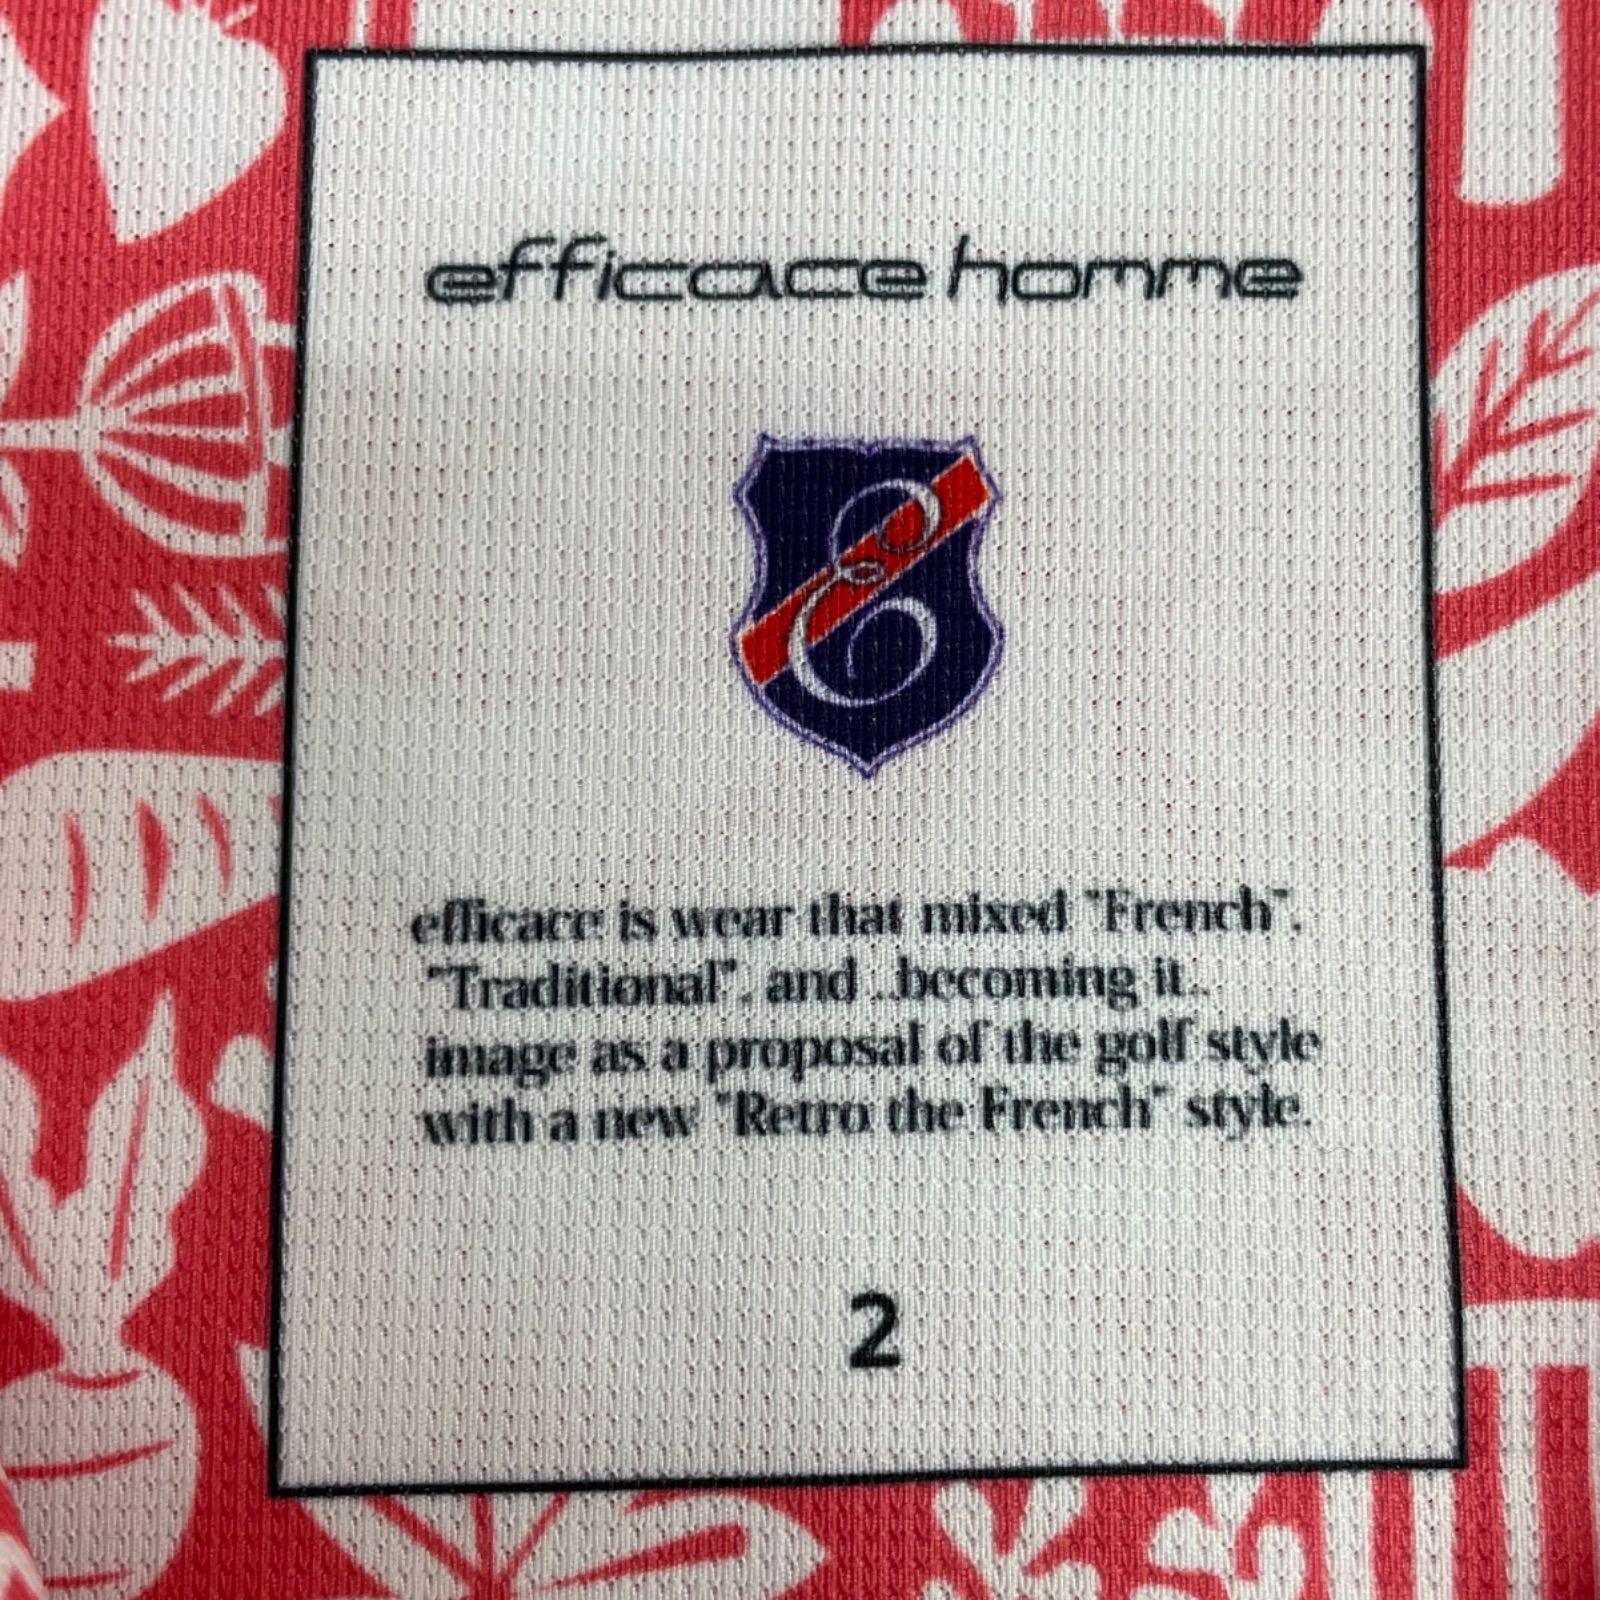 efficace homme
E
efficace is wear that mixed "French".
"Traditional". and ..becoming it..
image as a proposal of the golf style
with a new "Retro the French" style.
2